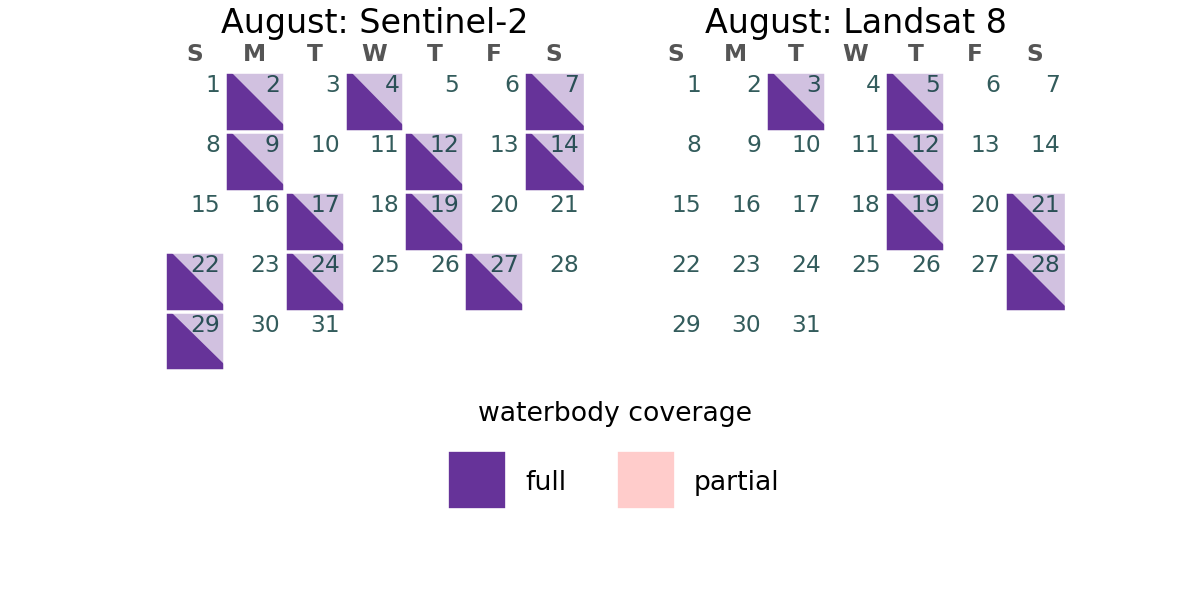 August: Sentinel-2
S M T W T F S
1 2 3 4 5 6 7
8 9 10 11 12 13 14
15 16 17 18 19 20 21
22 23 24 25 26 27 28
29 30 31
August: Landsat 8
S M T W T F S
1 2 3 4 5 6 7
8 9 10 11 12 13 14
15 16 17 18 19 20 21
22 23 24 25 26 27 28
29 30 31
waterbody coverage
full partial